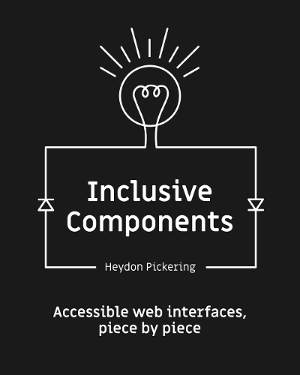 Inclusive
Components
Heydon Pickering
Accessible web interfaces,
piece by piece